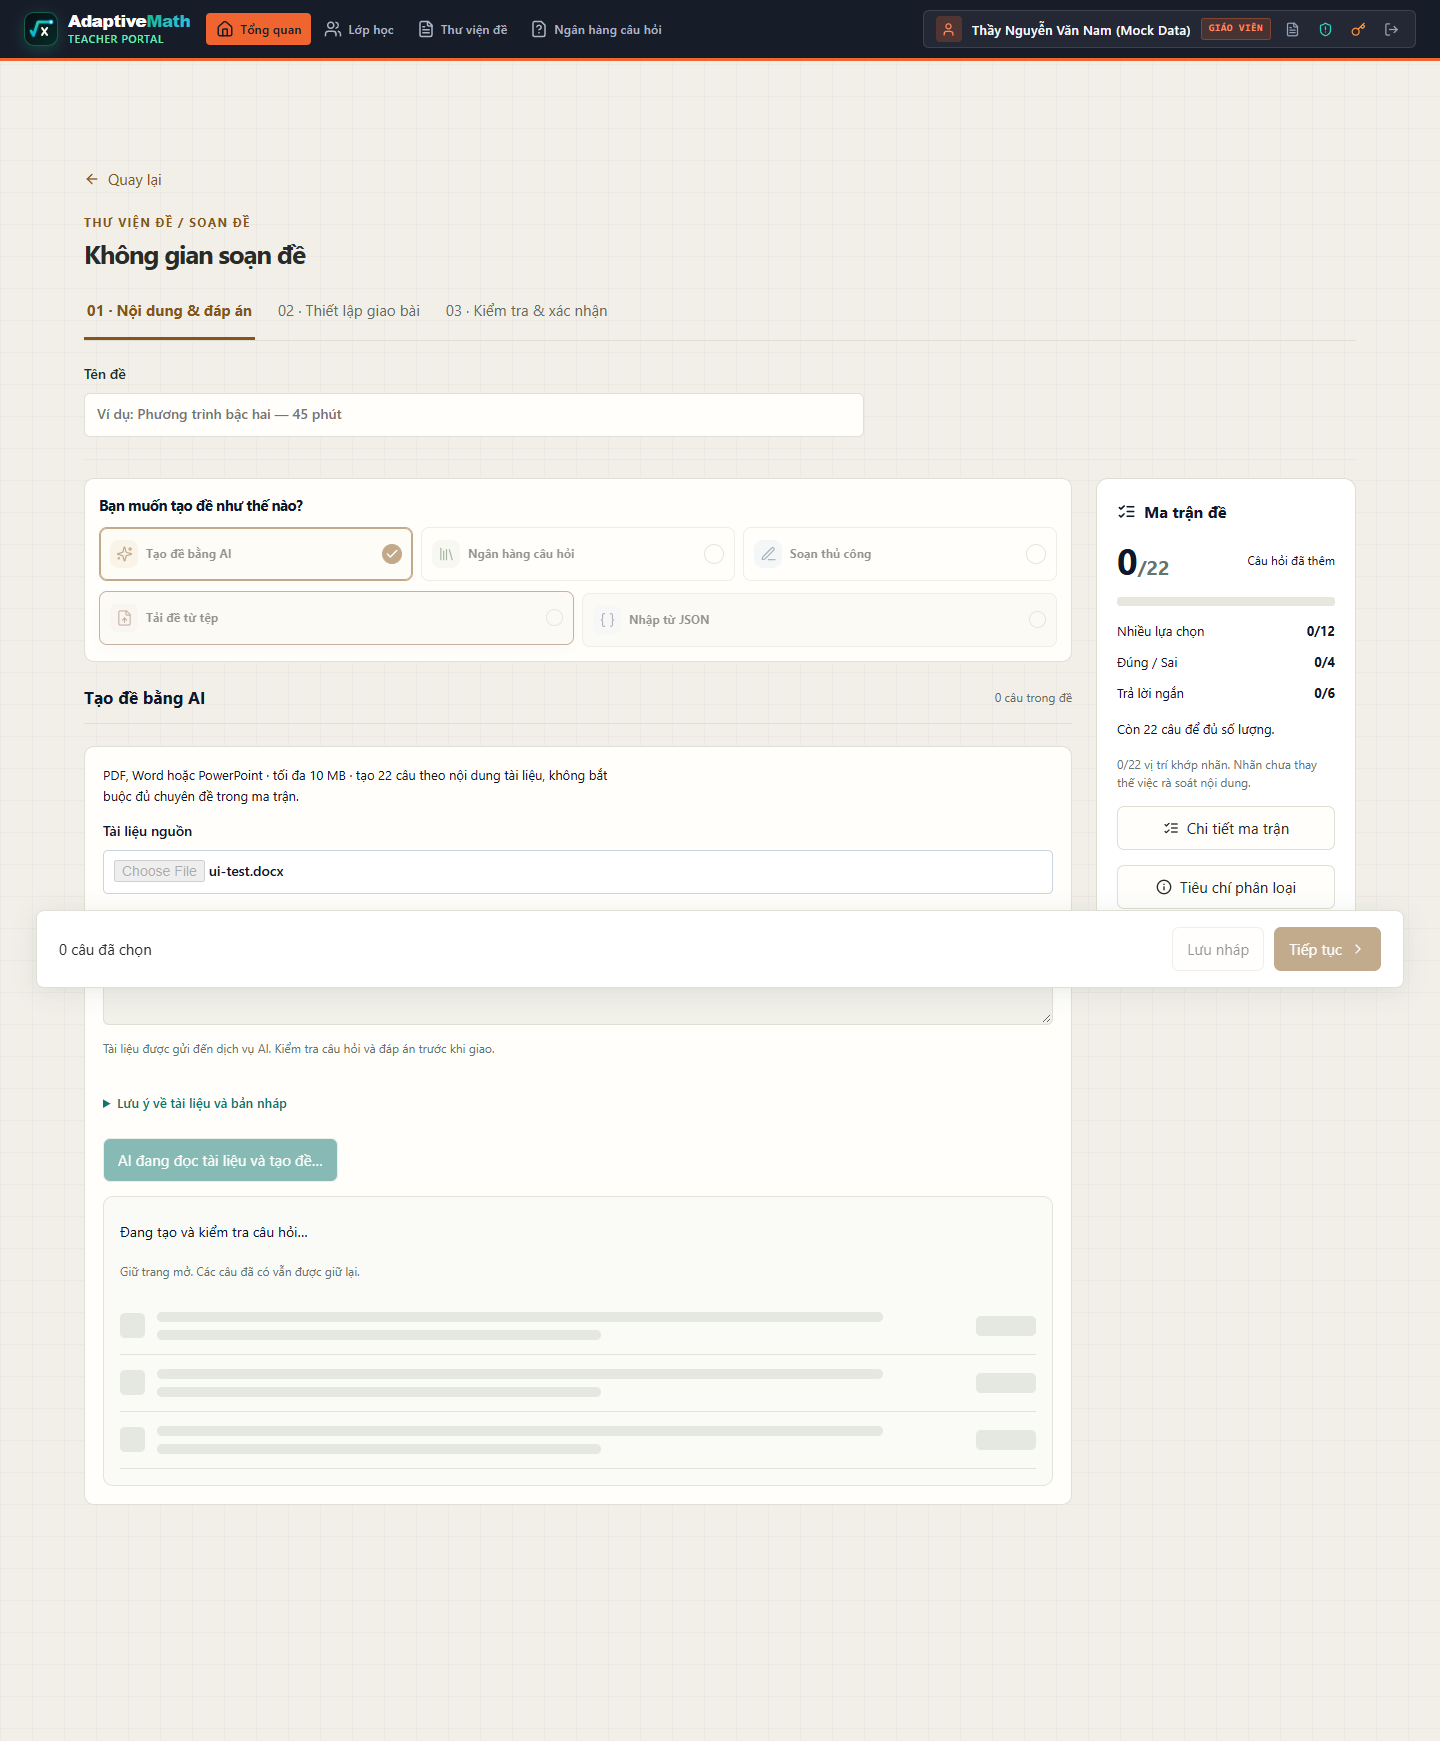 AdaptiveMath
TEACHER PORTAL
Tổng quan
Lớp học
Thư viện đề
Ngân hàng câu hỏi
Thầy Nguyễn Văn Nam (Mock Data)
GIÁO VIÊN
Quay lại
THƯ VIỆN ĐỀ / SOẠN ĐỀ
Không gian soạn đề
01 · Nội dung & đáp án
02 · Thiết lập giao bài
03 · Kiểm tra & xác nhận
Tên đề
Ví dụ: Phương trình bậc hai — 45 phút
Bạn muốn tạo đề như thế nào?
Tạo đề bằng AI
Ngân hàng câu hỏi
Soạn thủ công
Tải đề từ tệp
Nhập từ JSON
Tạo đề bằng AI
0 câu trong đề
PDF, Word hoặc PowerPoint · tối đa 10 MB · tạo 22 câu theo nội dung tài liệu, không bắt
buộc đủ chuyên đề trong ma trận.
Tài liệu nguồn
Choose File ui-test.docx
Ma trận đề
0/22
Câu hỏi đã thêm
Nhiều lựa chọn 0/12
Đúng / Sai 0/4
Trả lời ngắn 0/6
Còn 22 câu để đủ số lượng.
0/22 vị trí khớp nhãn. Nhãn chưa thay
thế việc rà soát nội dung.
Chi tiết ma trận
Tiêu chí phân loại
0 câu đã chọn
Lưu nháp
Tiếp tục
Tài liệu được gửi đến dịch vụ AI. Kiểm tra câu hỏi và đáp án trước khi giao.
Lưu ý về tài liệu và bản nháp
AI đang đọc tài liệu và tạo đề...
Đang tạo và kiểm tra câu hỏi...
Giữ trang mở. Các câu đã có vẫn được giữ lại.